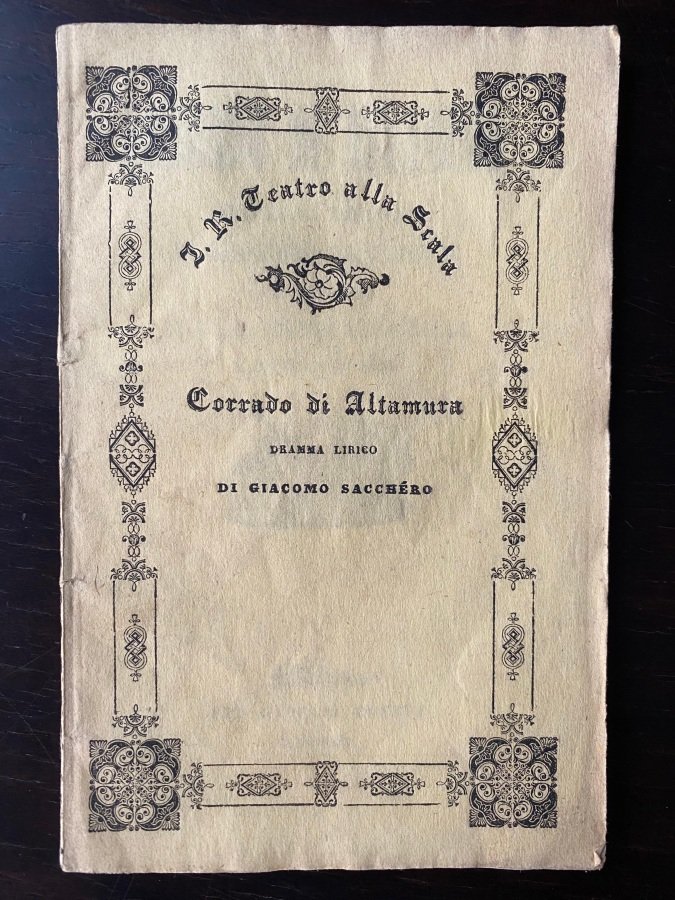 I. R. Teatro alla Scala
Corrado di Altamura
DRAMMA LIRICO
DI GIACOMO SACCHÉRO